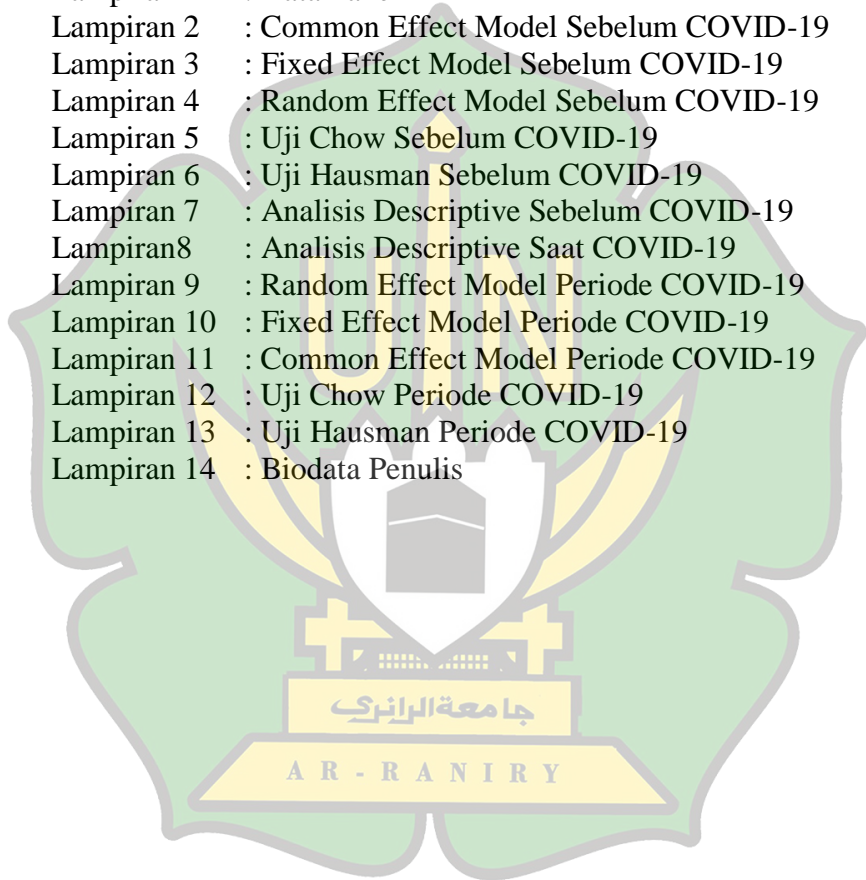 Lampiran 2 : Common Effect Model Sebelum COVID-19
Lampiran 3 : Fixed Effect Model Sebelum COVID-19
Lampiran 4 : Random Effect Model Sebelum COVID-19
Lampiran 5 : Uji Chow Sebelum COVID-19
Lampiran 6 : Uji Hausman Sebelum COVID-19
Lampiran 7 : Analisis Descriptive Sebelum COVID-19
Lampiran8 : Analisis Descriptive Saat COVID-19
Lampiran 9 : Random Effect Model Periode COVID-19
Lampiran 10 : Fixed Effect Model Periode COVID-19
Lampiran 11 : Common Effect Model Periode COVID-19
Lampiran 12 : Uji Chow Periode COVID-19
Lampiran 13 : Uji Hausman Periode COVID-19
Lampiran 14 : Biodata Penulis
UIN
جامعة الرانري
AR-RANIRY